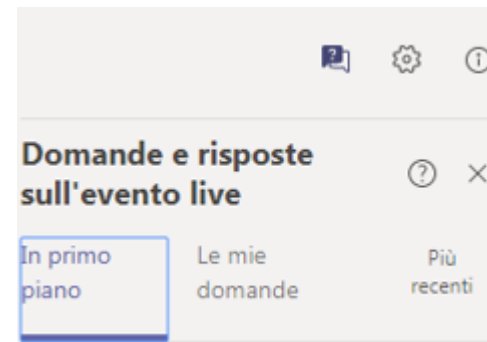 Domande e risposte
sull'evento live
In primo
piano
Le mie
domande
Più
recenti